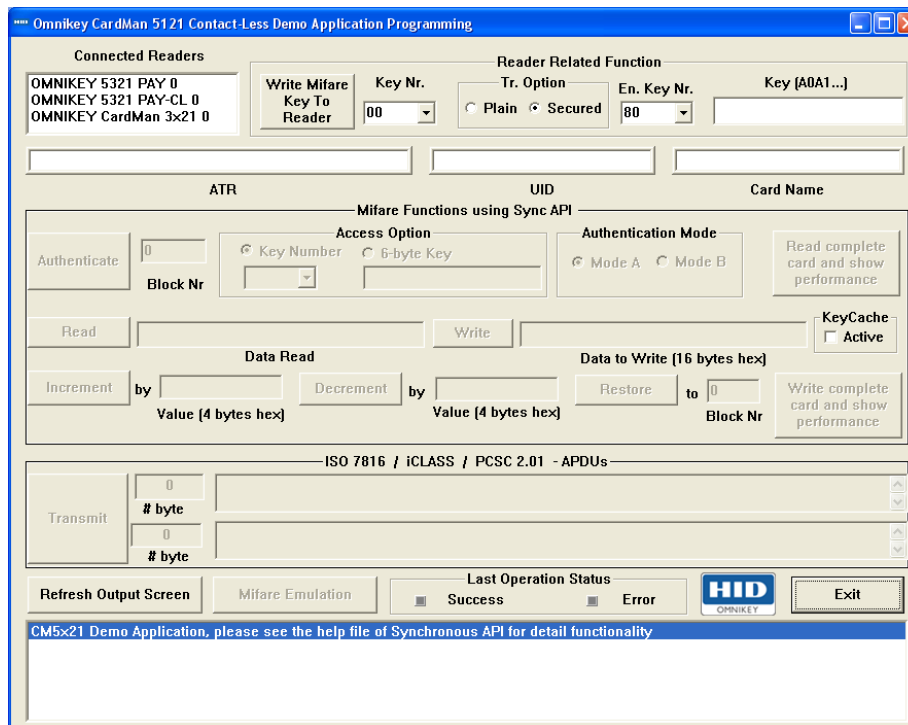 Omnikey CardMan 5121 Contact-Less Demo Application Programming
Connected Readers
OMNIKEY 5321 PAY 0
OMNIKEY 5321 PAY-CL 0
OMNIKEY CardMan 3x21 0
Reader Related Function
Write Mifare
Key To
Reader
Key Nr.
00
Tr. Option
Plain Secured
En. Key Nr.
80
Key (A0A1...)
ATR UID Card Name
Mifare Functions using Sync API
Authenticate
0
Block Nr
Access Option
Key Number 6-byte Key
Authentication Mode
Mode A Mode B
Read complete
card and show
performance
Read
Data Read
Write
Data to Write (16 bytes hex)
KeyCache
Active
Increment by
Value (4 bytes hex)
Decrement by
Value (4 bytes hex)
Restore to 0
Block Nr
Write complete
card and show
performance
ISO 7816 / iCLASS / PCSC 2.01 - APDUs
Transmit
0
# byte
0
# byte
Refresh Output Screen
Mifare Emulation
Last Operation Status
Success Error
HID
OMNIKEY
Exit
CM5x21 Demo Application, please see the help file of Synchronous API for detail functionality